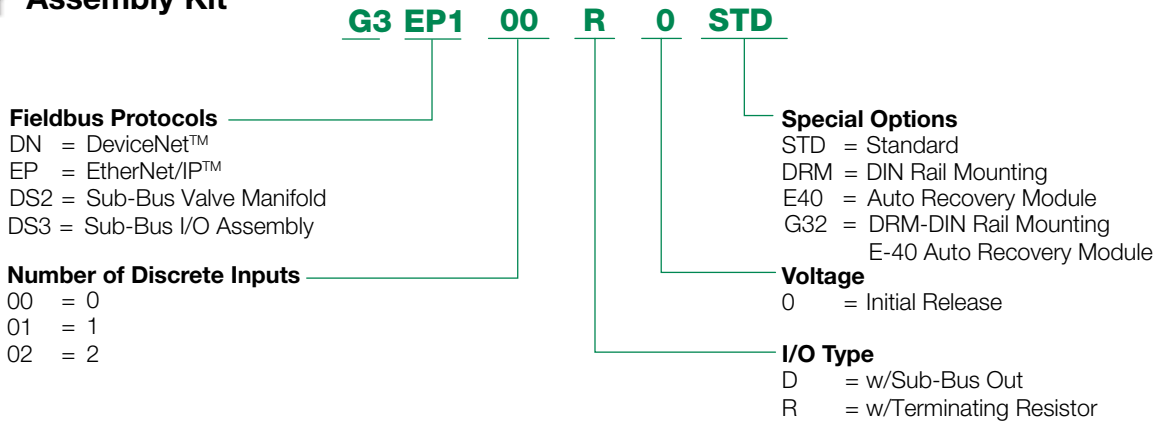 Assembly Kit
G3 EP1 00 R 0 STD
Fieldbus Protocols
DN = DeviceNet™
EP = EtherNet/IP™
DS2 = Sub-Bus Valve Manifold
DS3 = Sub-Bus I/O Assembly
Number of Discrete Inputs
00 = 0
01 = 1
02 = 2
Special Options
STD = Standard
DRM = DIN Rail Mounting
E40 = Auto Recovery Module
G32 = DRM-DIN Rail Mounting
E-40 Auto Recovery Module
Voltage
0 = Initial Release
I/O Type
D = w/Sub-Bus Out
R = w/Terminating Resistor